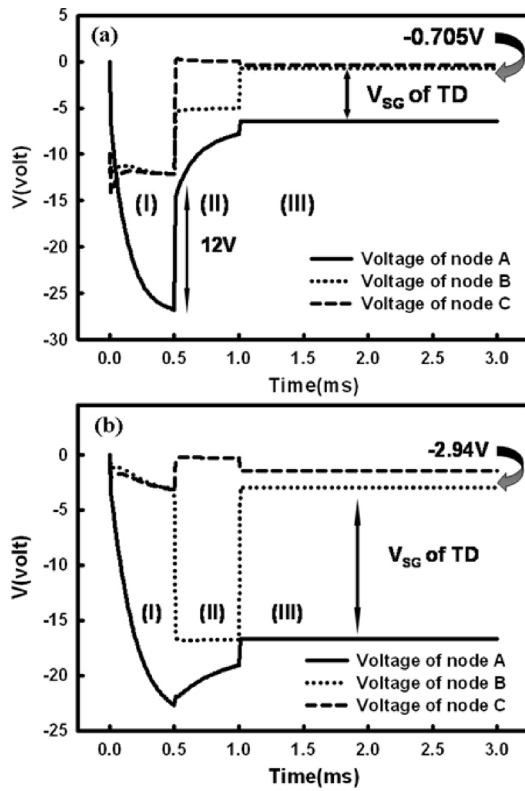 (a)
-0.705V
V_SG of TD
(I)
(II)
(III)
12V
Voltage of node A
Voltage of node B
Voltage of node C
V(volt)
5
0
-5
-10
-15
-20
-25
-30
0.0 0.5 1.0 1.5 2.0 2.5 3.0
Time(ms)
(b)
-2.94V
V_SG of TD
(I)
(II)
(III)
Voltage of node A
Voltage of node B
Voltage of node C
V(volt)
5
0
-5
-10
-15
-20
-25
0.0 0.5 1.0 1.5 2.0 2.5 3.0
Time(ms)